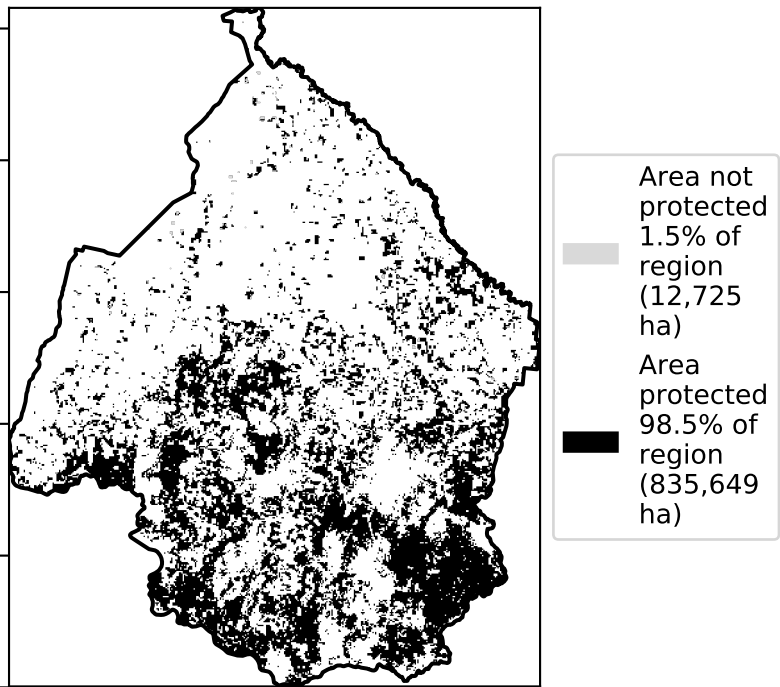 Area not
protected
1.5% of
region
(12,725
ha)
Area
protected
98.5% of
region
(835,649
ha)